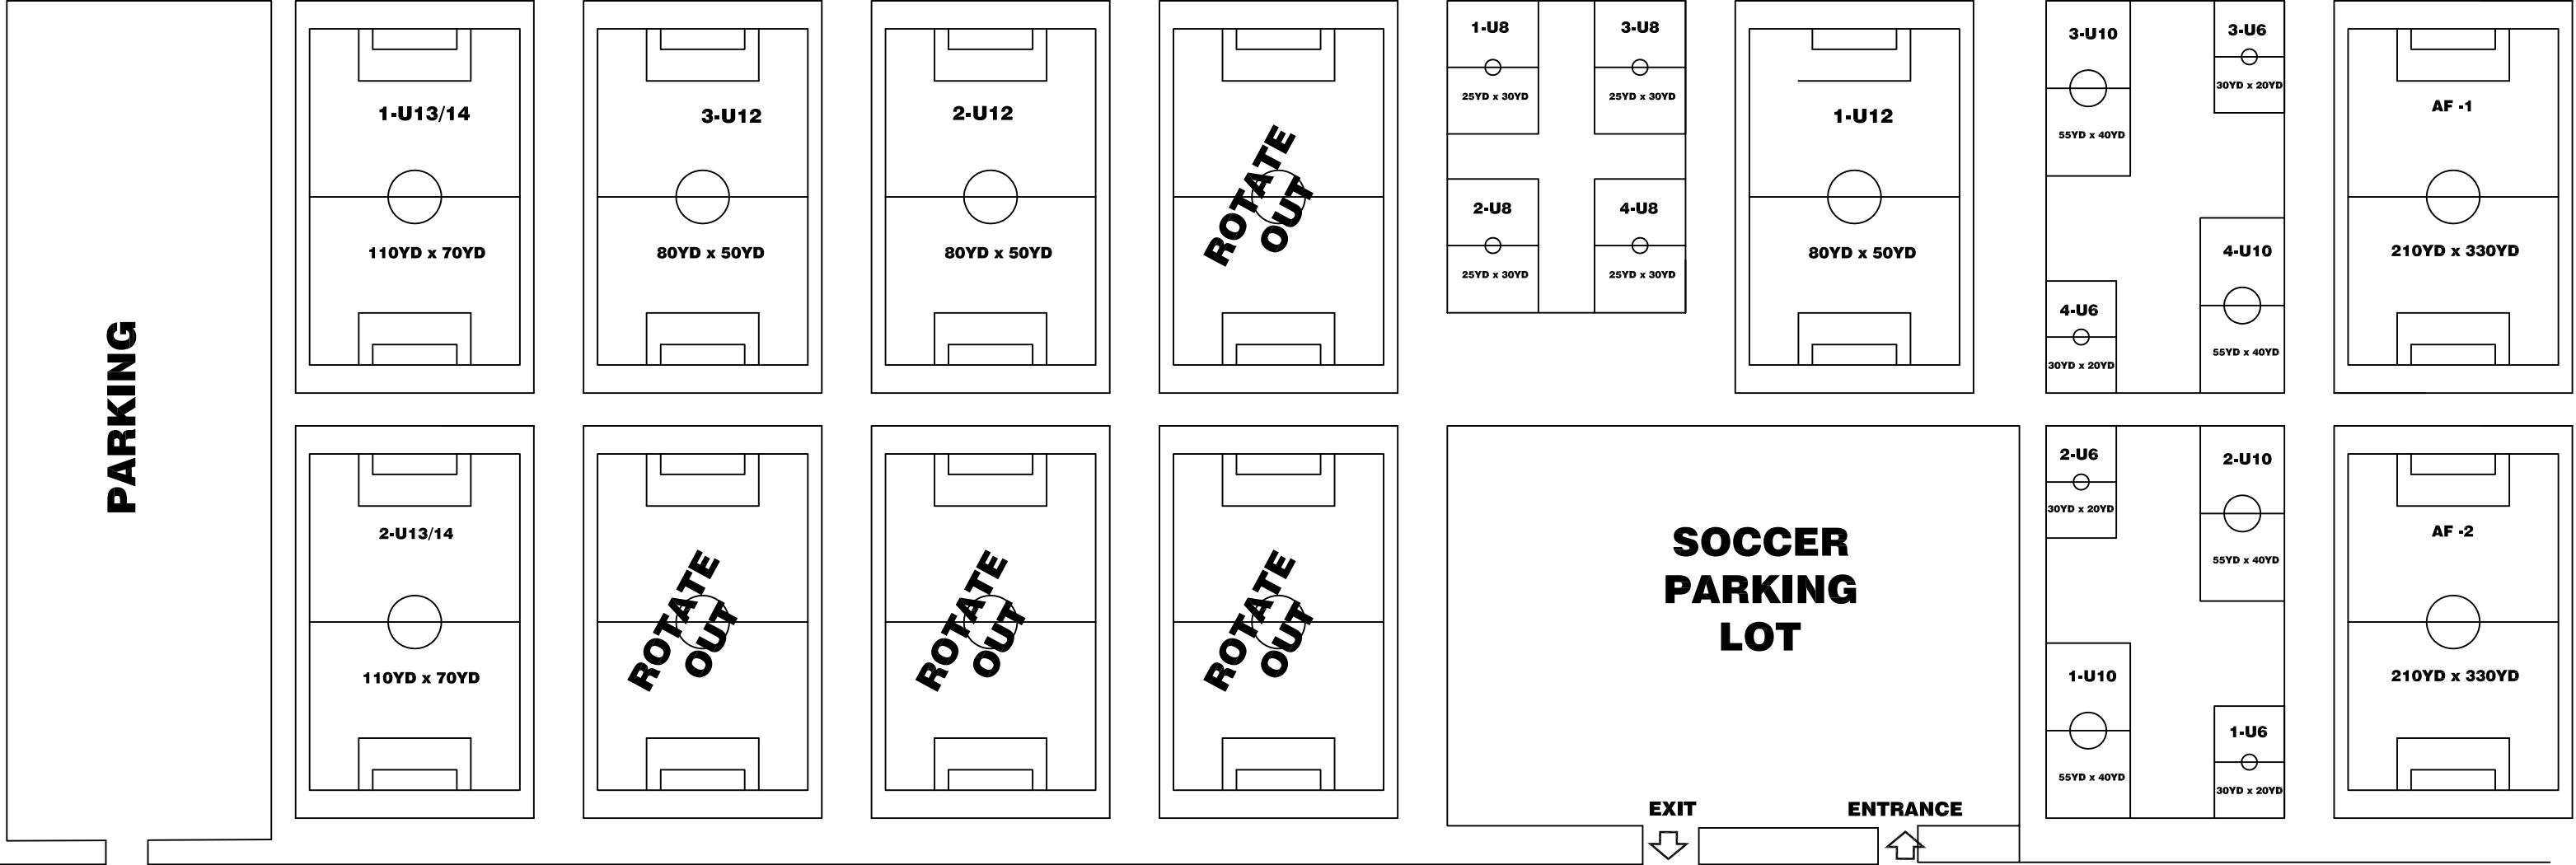 PARKING
1-U13/14
110YD x 70YD
3-U12
80YD x 50YD
2-U12
80YD x 50YD
ROTATE
OUT
1-U8
25YD x 30YD
3-U8
25YD x 30YD
2-U8
25YD x 30YD
4-U8
25YD x 30YD
1-U12
80YD x 50YD
3-U10
55YD x 40YD
3-U6
30YD x 20YD
4-U6
30YD x 20YD
4-U10
55YD x 40YD
AF -1
210YD x 330YD
2-U13/14
110YD x 70YD
ROTATE
OUT
ROTATE
OUT
ROTATE
OUT
SOCCER
PARKING
LOT
EXIT
ENTRANCE
2-U6
30YD x 20YD
2-U10
55YD x 40YD
1-U10
55YD x 40YD
1-U6
30YD x 20YD
AF -2
210YD x 330YD